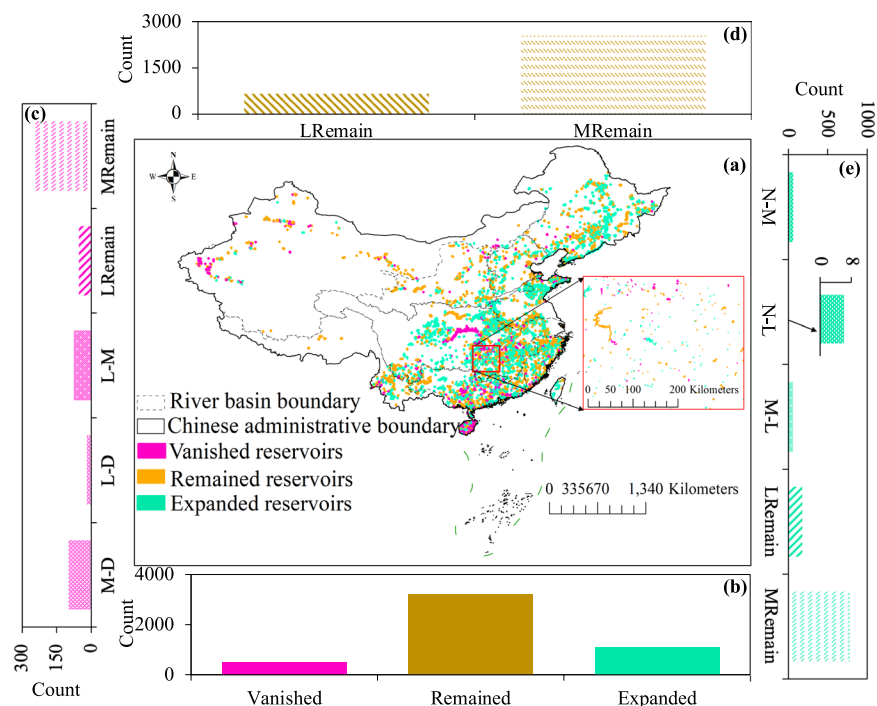 (d)
Count
3000
1500
0
LRemain
MRemain
(c)
MRemain
LRemain
L-M
L-D
M-D
300
150
0
Count
(a)
N
W
E
S
River basin boundary
Chinese administrative boundary
Vanished reservoirs
Remained reservoirs
Expanded reservoirs
0 50 100 200 Kilometers
0 335670 1,340 Kilometers
Count
0
500
1000
(e)
N-M
0
8
N-L
M-L
LRemain
MRemain
(b)
Count
4000
2000
0
Vanished
Remained
Expanded